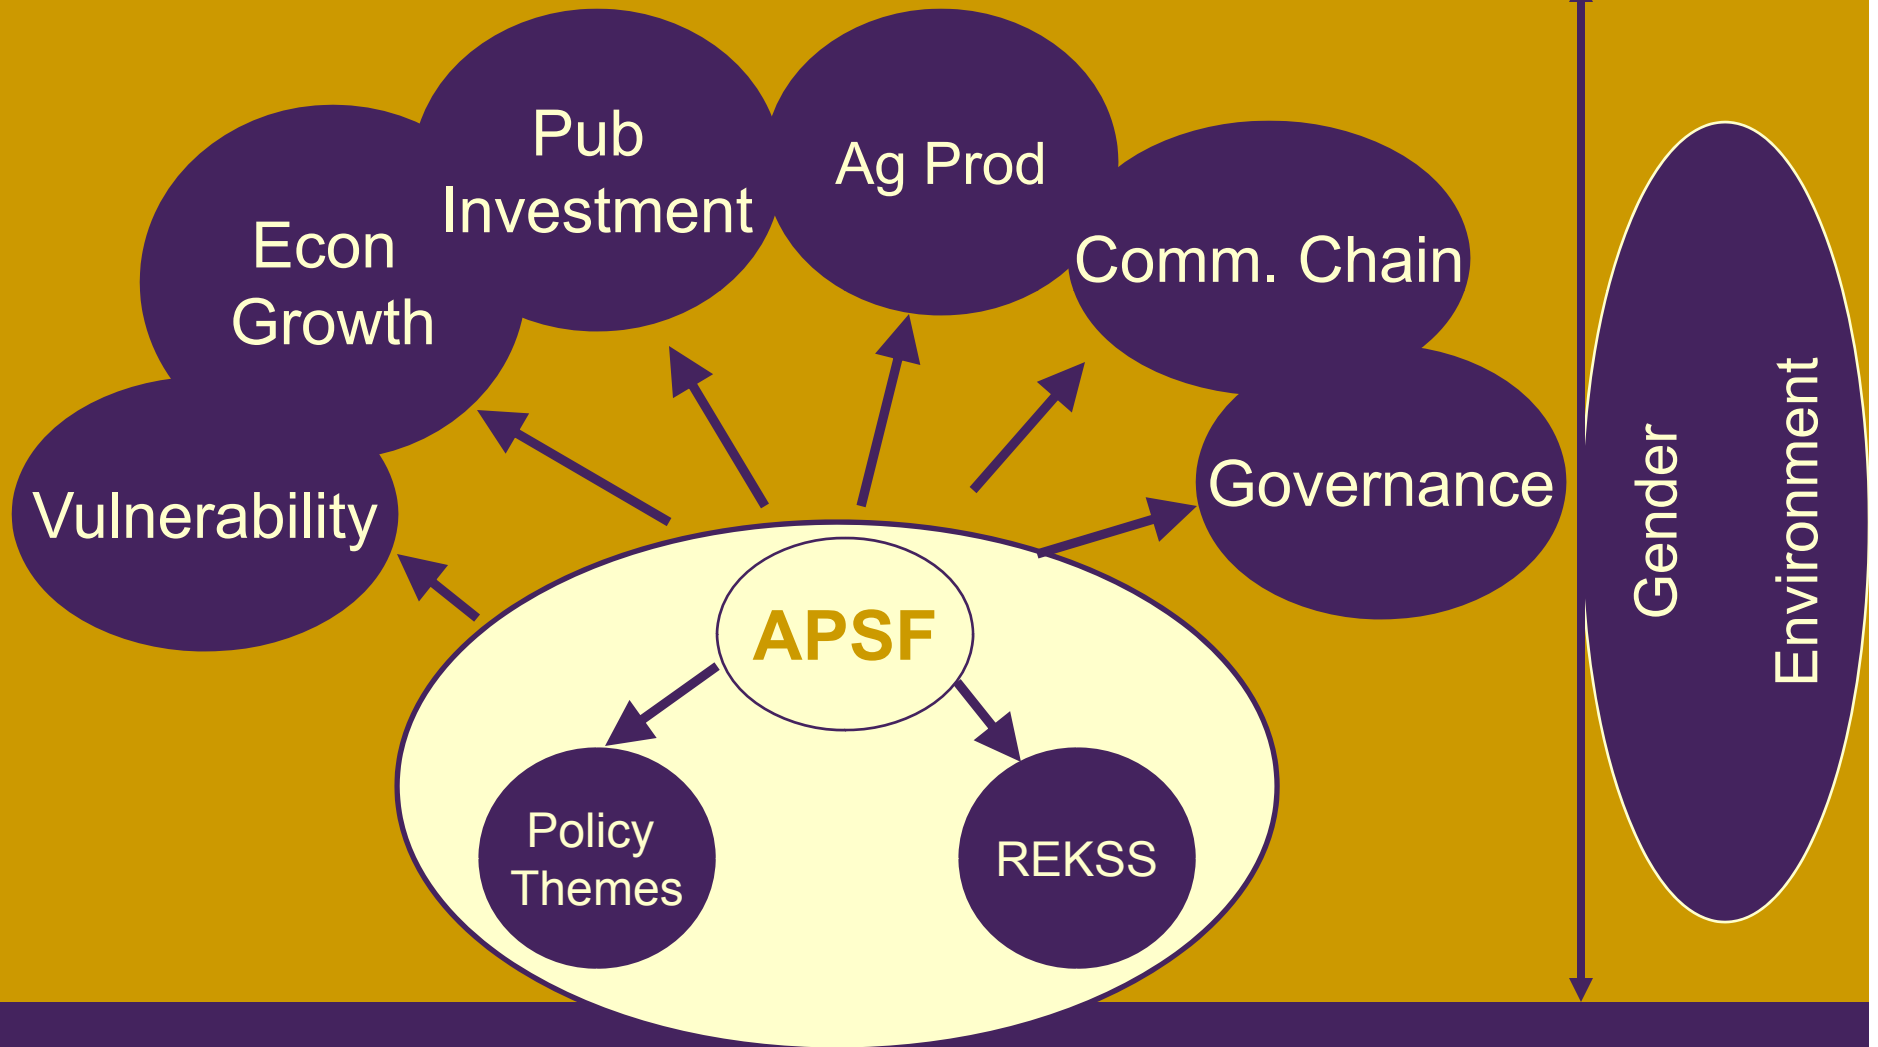 Pub
Investment
Ag Prod
Econ
Growth
Comm. Chain
Vulnerability
Governance
APSF
Policy
Themes
REKSS
Gender
Environment